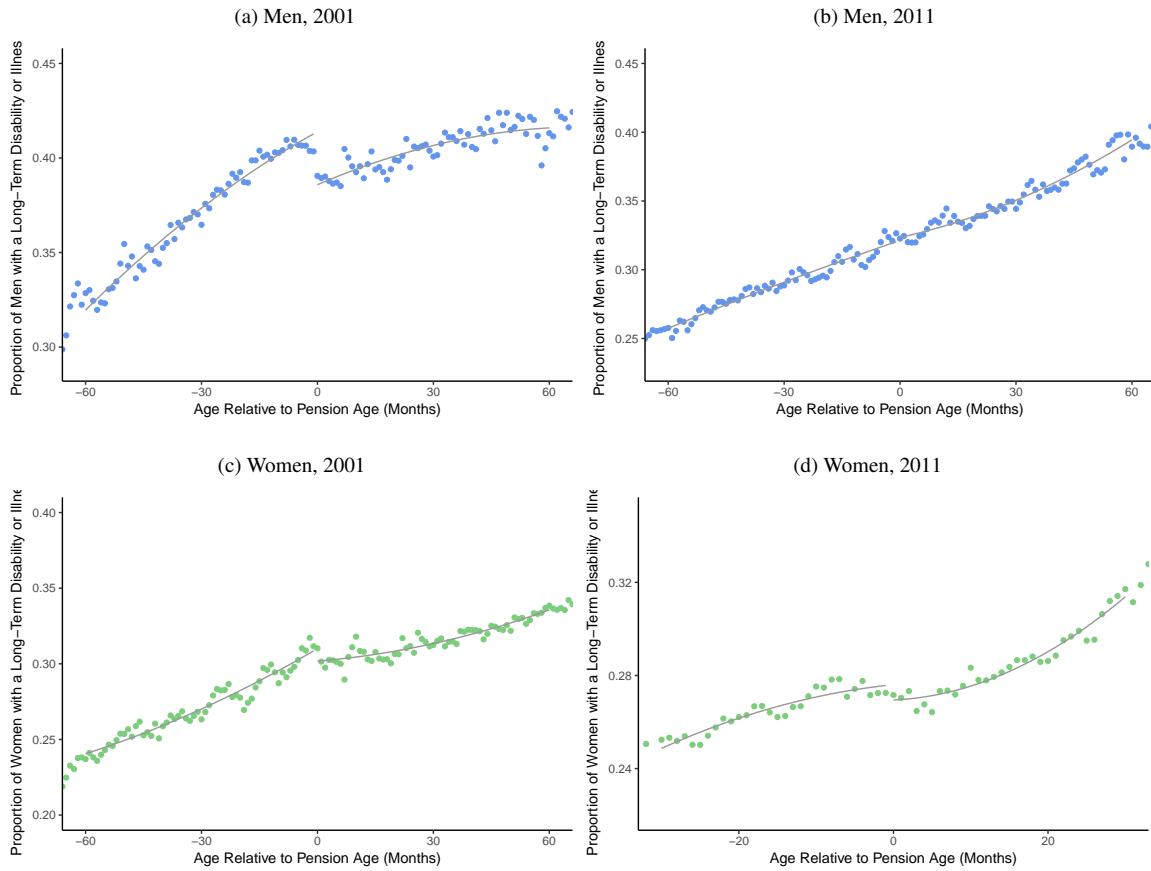 (a) Men, 2001
Proportion of Men with a Long−Term Disability or Illnes
0.45
0.40
0.35
0.30
−60
−30
0
30
60
Age Relative to Pension Age (Months)
(b) Men, 2011
Proportion of Men with a Long−Term Disability or Illnes
0.45
0.40
0.35
0.30
0.25
−60
−30
0
30
60
Age Relative to Pension Age (Months)
(c) Women, 2001
Proportion of Women with a Long−Term Disability or Illne
0.40
0.35
0.30
0.25
0.20
−60
−30
0
30
60
Age Relative to Pension Age (Months)
(d) Women, 2011
Proportion of Women with a Long−Term Disability or Illne
0.32
0.28
0.24
−20
0
20
Age Relative to Pension Age (Months)